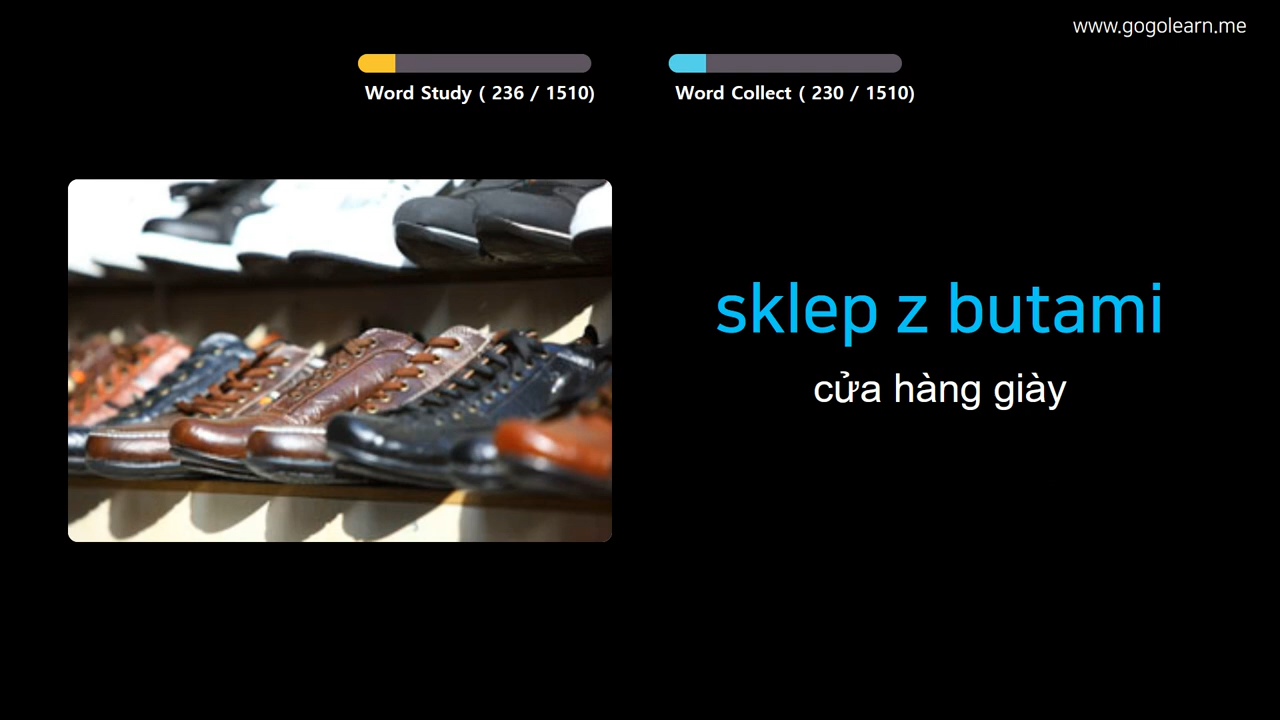 www.gogolearn.me
Word Study ( 236 / 1510)
Word Collect ( 230 / 1510)
sklep z butami
cửa hàng giày